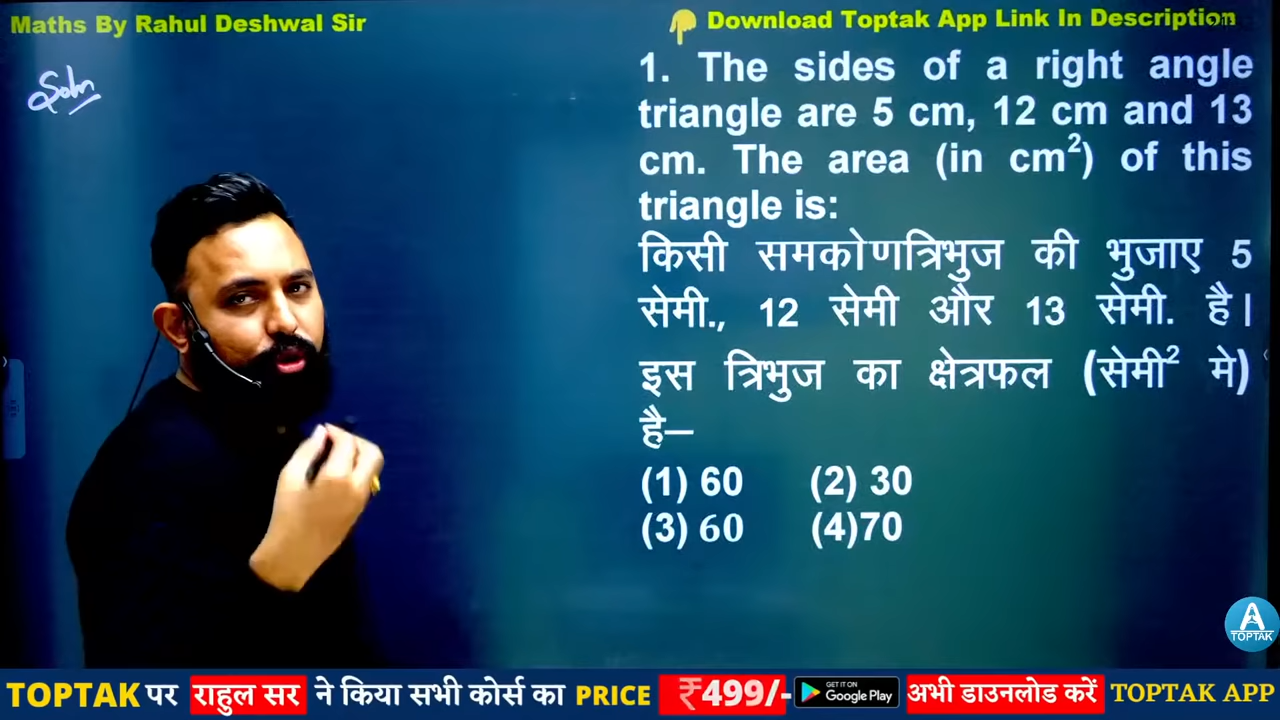 Maths By Rahul Deshwal Sir
Download Toptak App Link In Description
Soln
1. The sides of a right angle
triangle are 5 cm, 12 cm and 13
cm. The area (in cm²) of this
triangle is:
किसी समकोणत्रिभुज की भुजाए 5
सेमी., 12 सेमी और 13 सेमी. है।
इस त्रिभुज का क्षेत्रफल (सेमी² मे)
है–
(1) 60 (2) 30
(3) 60 (4)70
A
TOPTAK
TOPTAK पर राहुल सर ने किया सभी कोर्स का PRICE ₹499/- GET IT ON Google Play अभी डाउनलोड करें TOPTAK APP